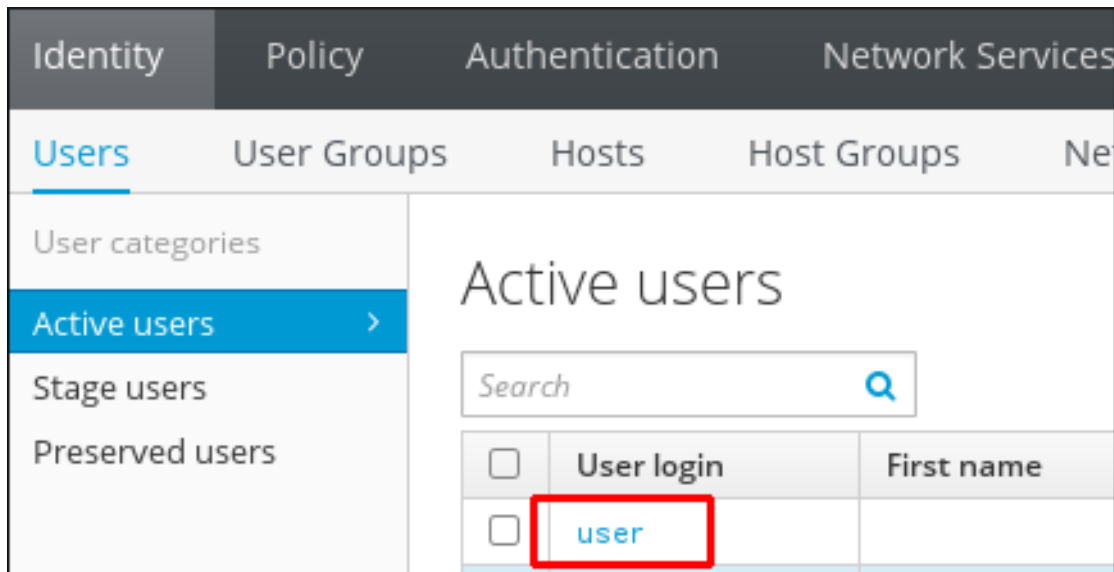 Identity Policy Authentication Network Services
Users User Groups Hosts Host Groups
User categories
Active users
Stage users
Preserved users
Active users
Search
User login First name
user